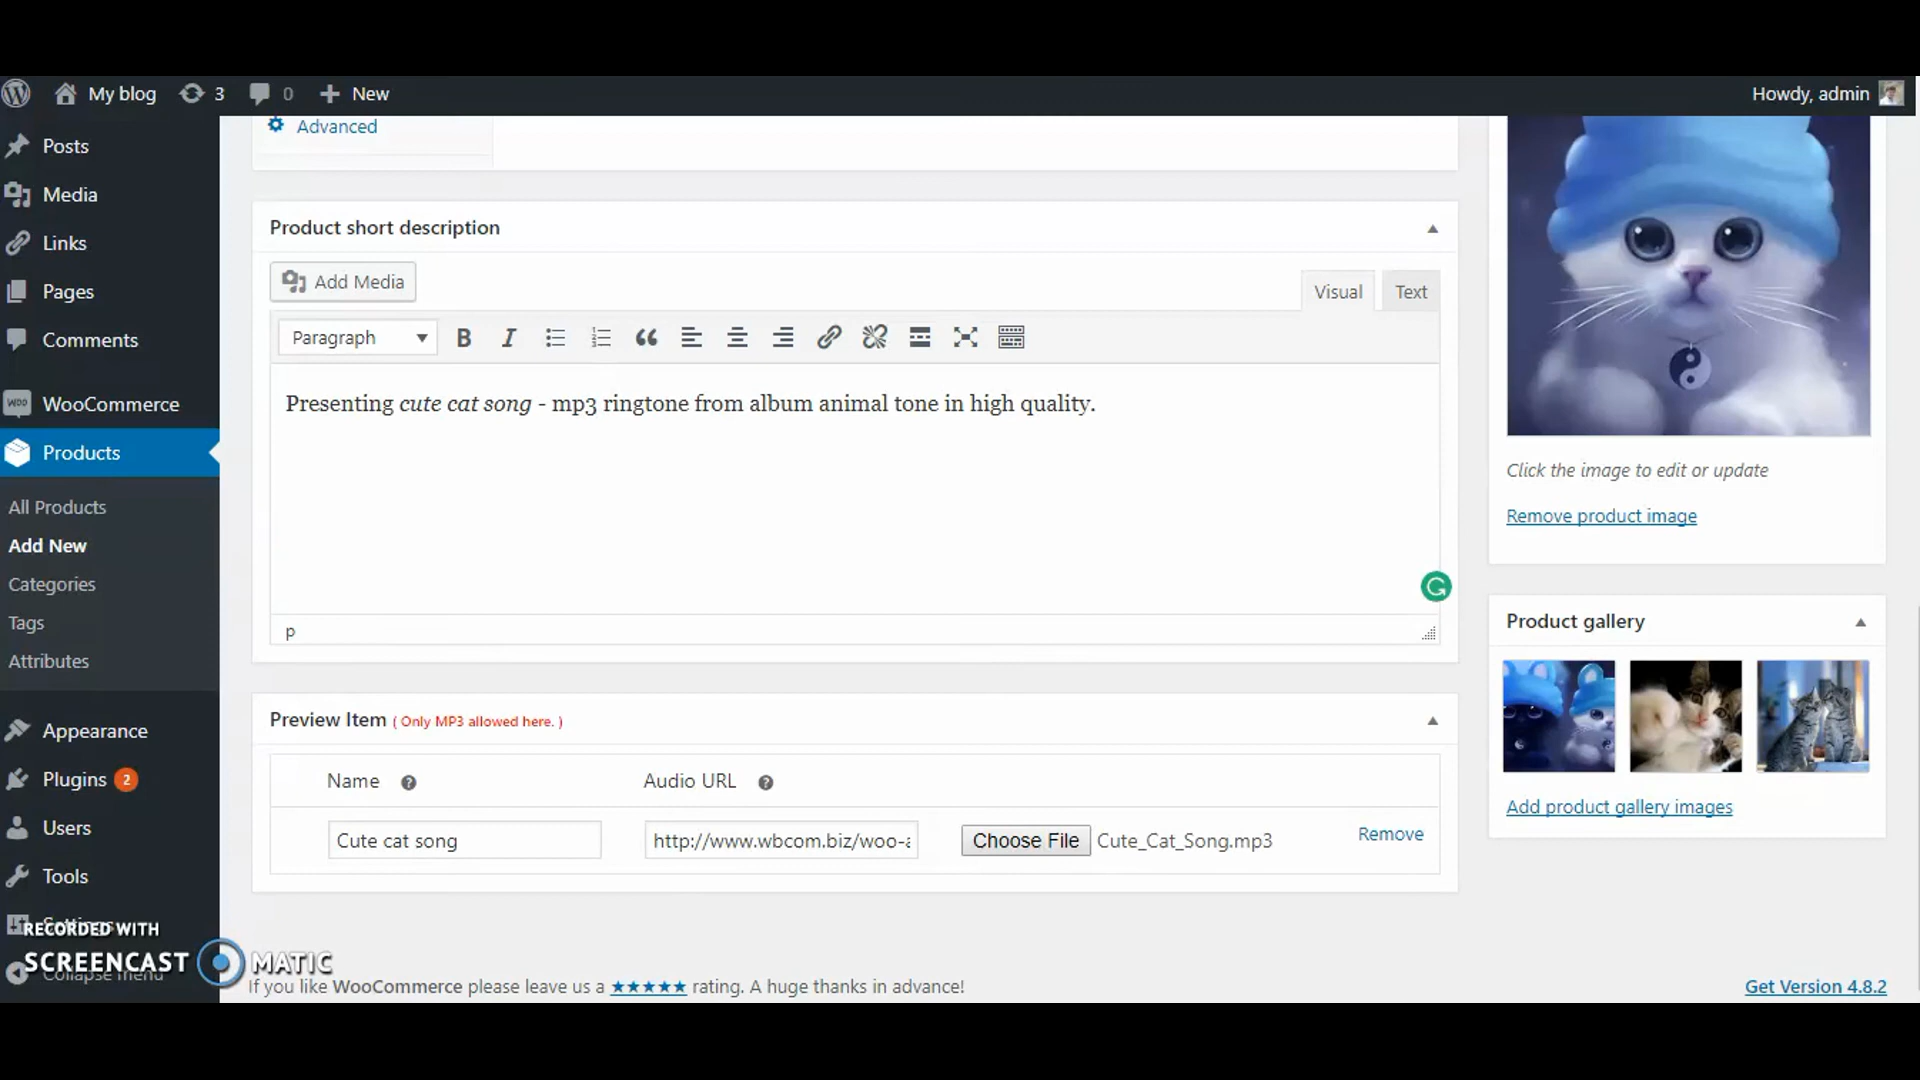 My blog 3 0 New Howdy, admin
Posts
Media
Links
Pages
Comments
WOO WooCommerce
Products
All Products
Add New
Categories
Tags
Attributes
Appearance
Plugins 2
Users
Tools
Settings
Collapse menu
RECORDED WITH
SCREENCAST MATIC
Advanced
Product short description
Add Media
Visual Text
Paragraph
Presenting cute cat song - mp3 ringtone from album animal tone in high quality.
p
Preview Item ( Only MP3 allowed here. )
Name Audio URL
Cute cat song http://www.wbcom.biz/woo-a Choose File Cute_Cat_Song.mp3 Remove
If you like WooCommerce please leave us a ★★★★★ rating. A huge thanks in advance!
Get Version 4.8.2
Click the image to edit or update
Remove product image
Product gallery
Add product gallery images